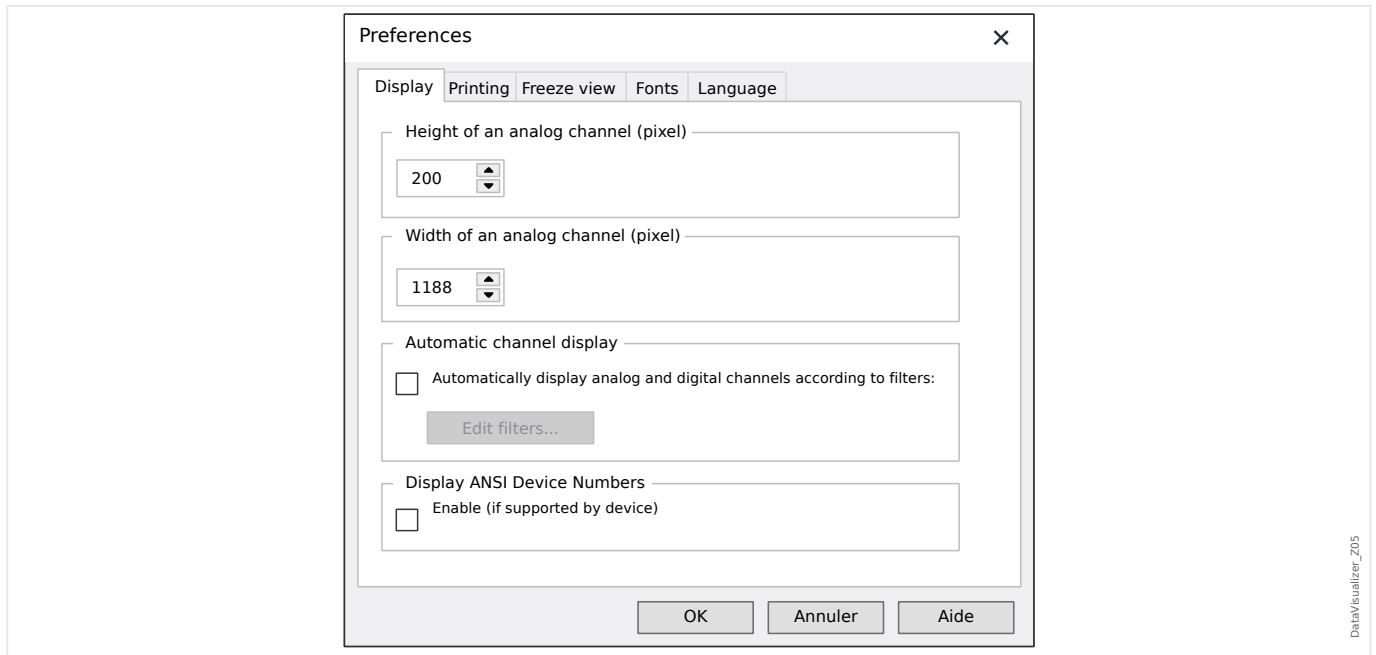 Preferences
Display Printing Freeze view Fonts Language
Height of an analog channel (pixel)
200
Width of an analog channel (pixel)
1188
Automatic channel display
Automatically display analog and digital channels according to filters:
Edit filters...
Display ANSI Device Numbers
Enable (if supported by device)
OK Annuler Aide
DataVisualizer_Z05